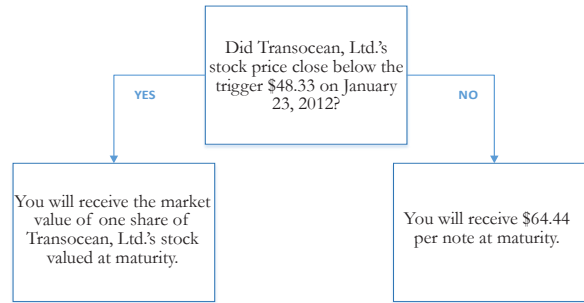 Did Transocean, Ltd.'s
stock price close below the
trigger $48.33 on January
23, 2012?
YES
NO
You will receive the market
value of one share of
Transocean, Ltd.'s stock
valued at maturity.
You will receive $64.44
per note at maturity.